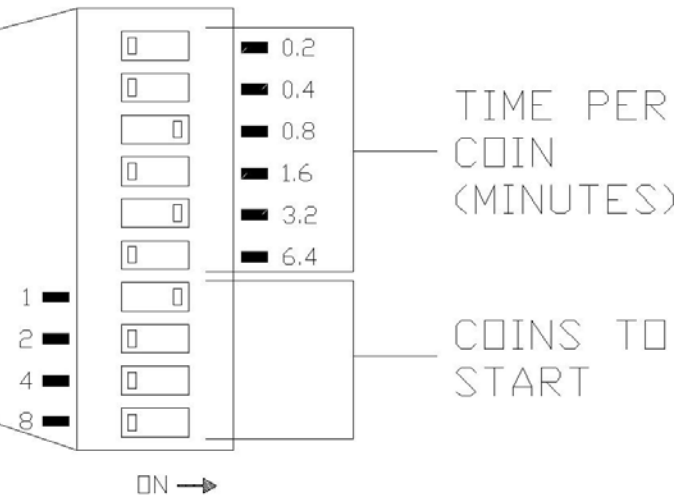 0.2
0.4
0.8
1.6
3.2
6.4
TIME PER
COIN
(MINUTES)
1
2
4
8
COINS TO
START
ON